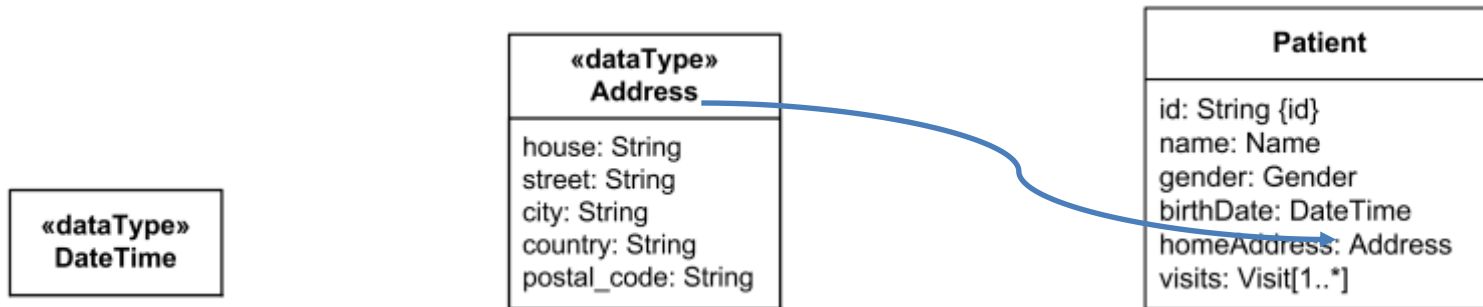 «dataType»
DateTime
«dataType»
Address
house: String
street: String
city: String
country: String
postal_code: String
Patient
id: String {id}
name: Name
gender: Gender
birthDate: DateTime
homeAddress: Address
visits: Visit[1..*]